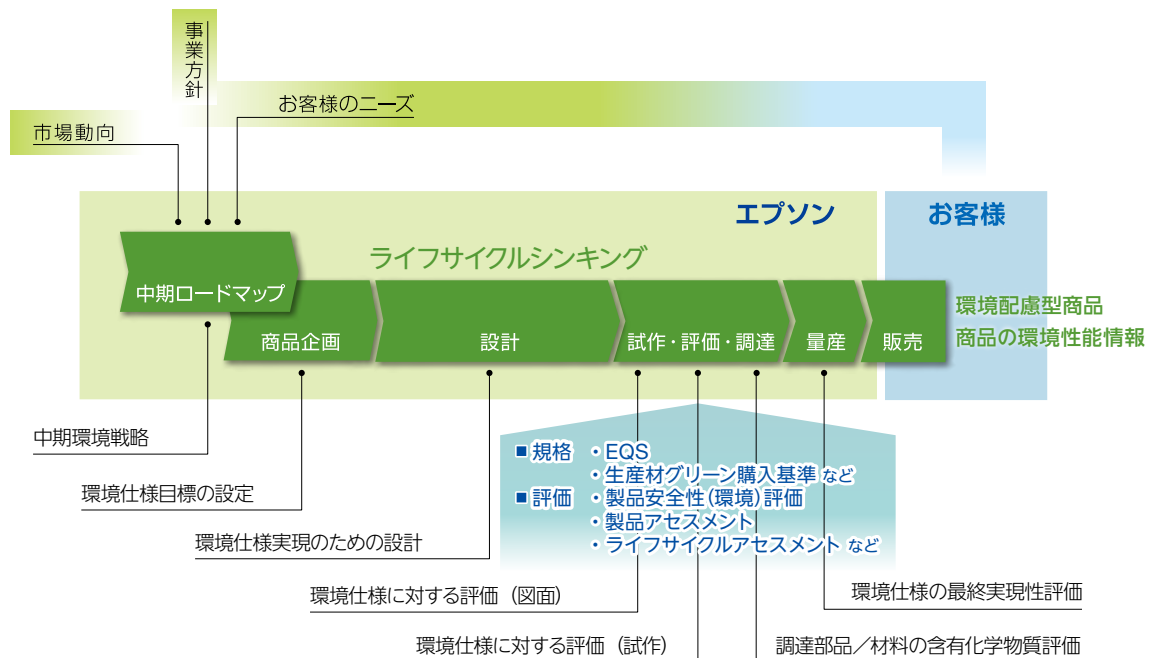 事業方針
お客様のニーズ
市場動向
エプソン
お客様
ライフサイクルシンキング
中期ロードマップ
商品企画
設計
試作・評価・調達
量産
販売
環境配慮型商品
商品の環境性能情報
中期環境戦略
環境仕様目標の設定
環境仕様実現のための設計
■規格 ・EQS
・生産材グリーン購入基準 など
■評価 ・製品安全性(環境)評価
・製品アセスメント
・ライフサイクルアセスメント など
環境仕様に対する評価（図面）
環境仕様の最終実現性評価
環境仕様に対する評価（試作）
調達部品／材料の含有化学物質評価